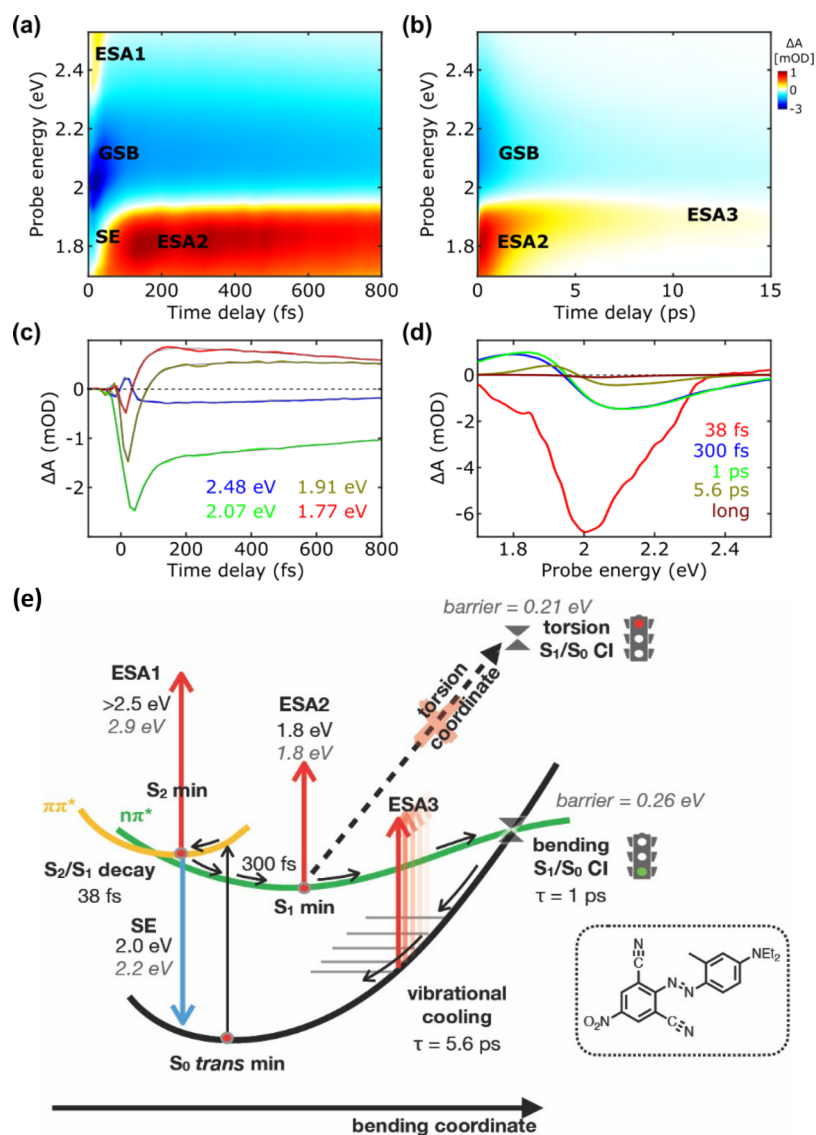 (a)
ESA1
GSB
SE
ESA2
2.4
2.2
2
1.8
Probe energy (eV)
0 200 400 600 800
Time delay (fs)
(b)
GSB
ESA2
ESA3
2.4
2.2
2
1.8
Probe energy (eV)
0 5 10 15
Time delay (ps)
ΔA
[mOD]
1
0
-3
(c)
0
-1
-2
ΔA (mOD)
2.48 eV 1.91 eV
2.07 eV 1.77 eV
0 200 400 600 800
Time delay (fs)
(d)
0
-2
-4
-6
ΔA (mOD)
38 fs
300 fs
1 ps
5.6 ps
long
1.8 2 2.2 2.4
Probe energy (eV)
(e)
barrier = 0.21 eV
torsion
S1/S0 CI
torsion
coordinate
ESA1
>2.5 eV
2.9 eV
ESA2
1.8 eV
1.8 eV
S2 min
ππ*
nπ*
ESA3
barrier = 0.26 eV
bending
S1/S0 CI
τ = 1 ps
S2/S1 decay
38 fs
300 fs
S1 min
SE
2.0 eV
2.2 eV
vibrational
cooling
τ = 5.6 ps
S0 trans min
N
NEt2
N
N
O2N
N
bending coordinate